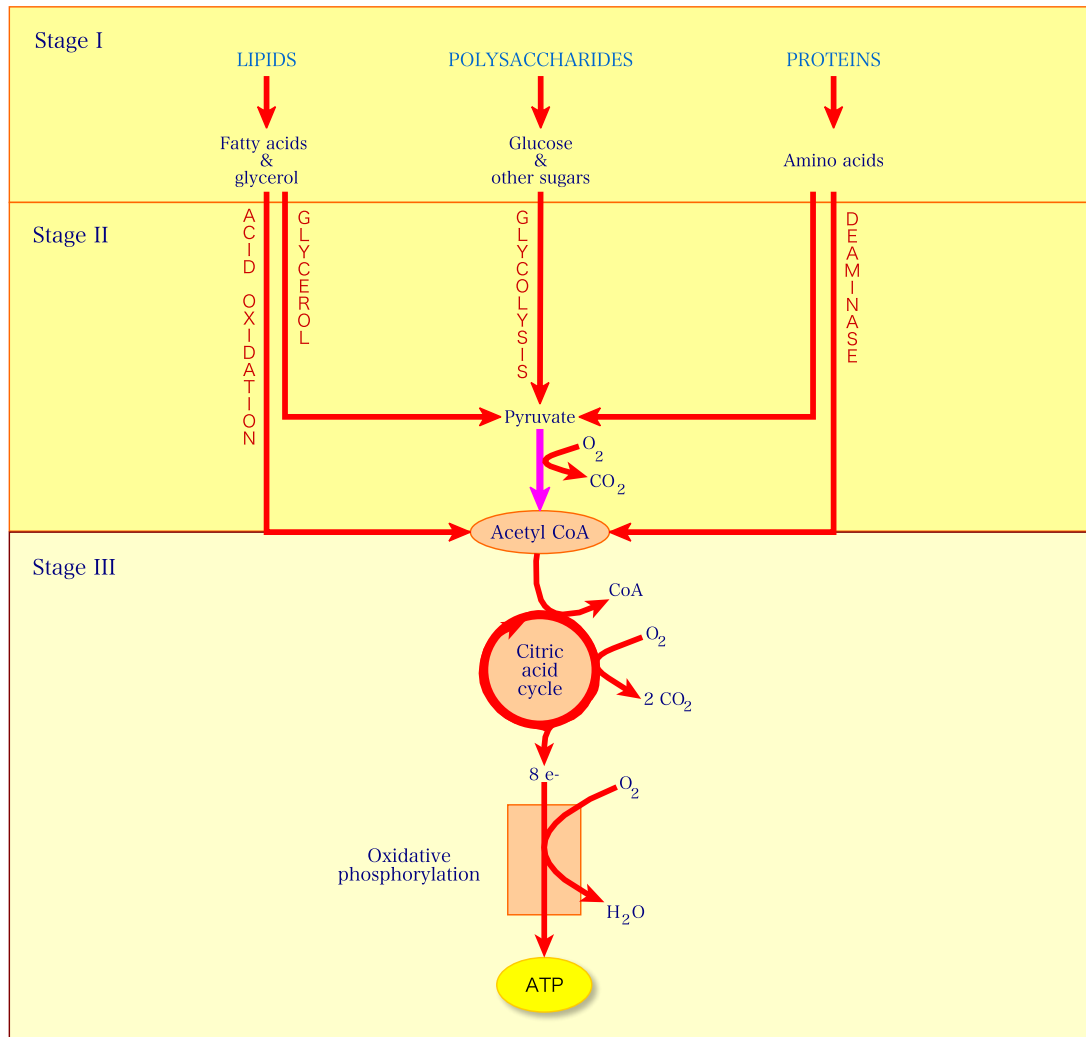 Stage I
LIPIDS
POLYSACCHARIDES
PROTEINS
Fatty acids
&
glycerol
Glucose
&
other sugars
Amino acids
Stage II
ACID OXIDATION
GLYCEROL
GLYCOLYSIS
DEAMINASE
Pyruvate
O2
CO2
Acetyl CoA
Stage III
CoA
Citric
acid
cycle
O2
2 CO2
8 e-
O2
Oxidative
phosphorylation
H2O
ATP